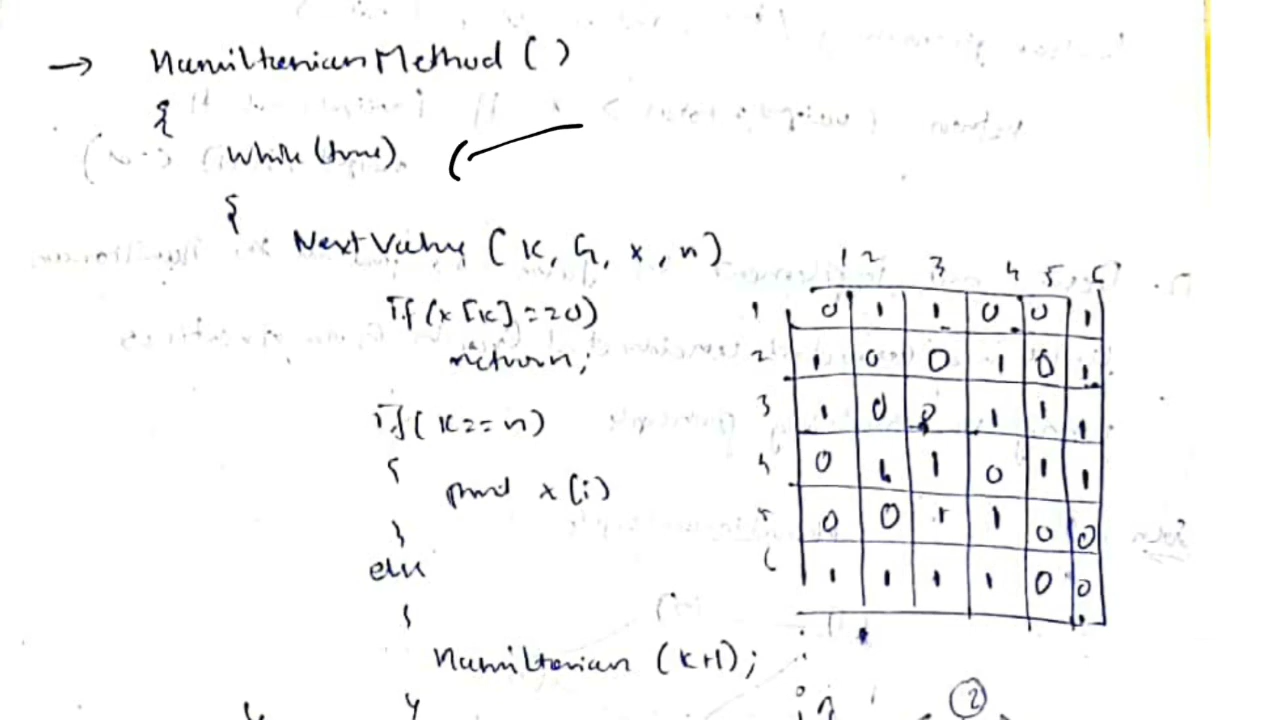 → Hamiltonian Method ( )
{
while (true)
{
NextValue (k, G, x, n)
if (x [k] == 0)
return;
if (k == n)
{
print x (i)
}
else
{
Hamiltonian (k+1);
}
}
1 2 3 4 5 6
1 0 1 1 0 0 1
2 1 0 0 1 0 1
3 1 0 0 1 1 1
4 0 1 1 0 1 1
5 0 0 1 1 0 0
6 1 1 1 1 0 0
2